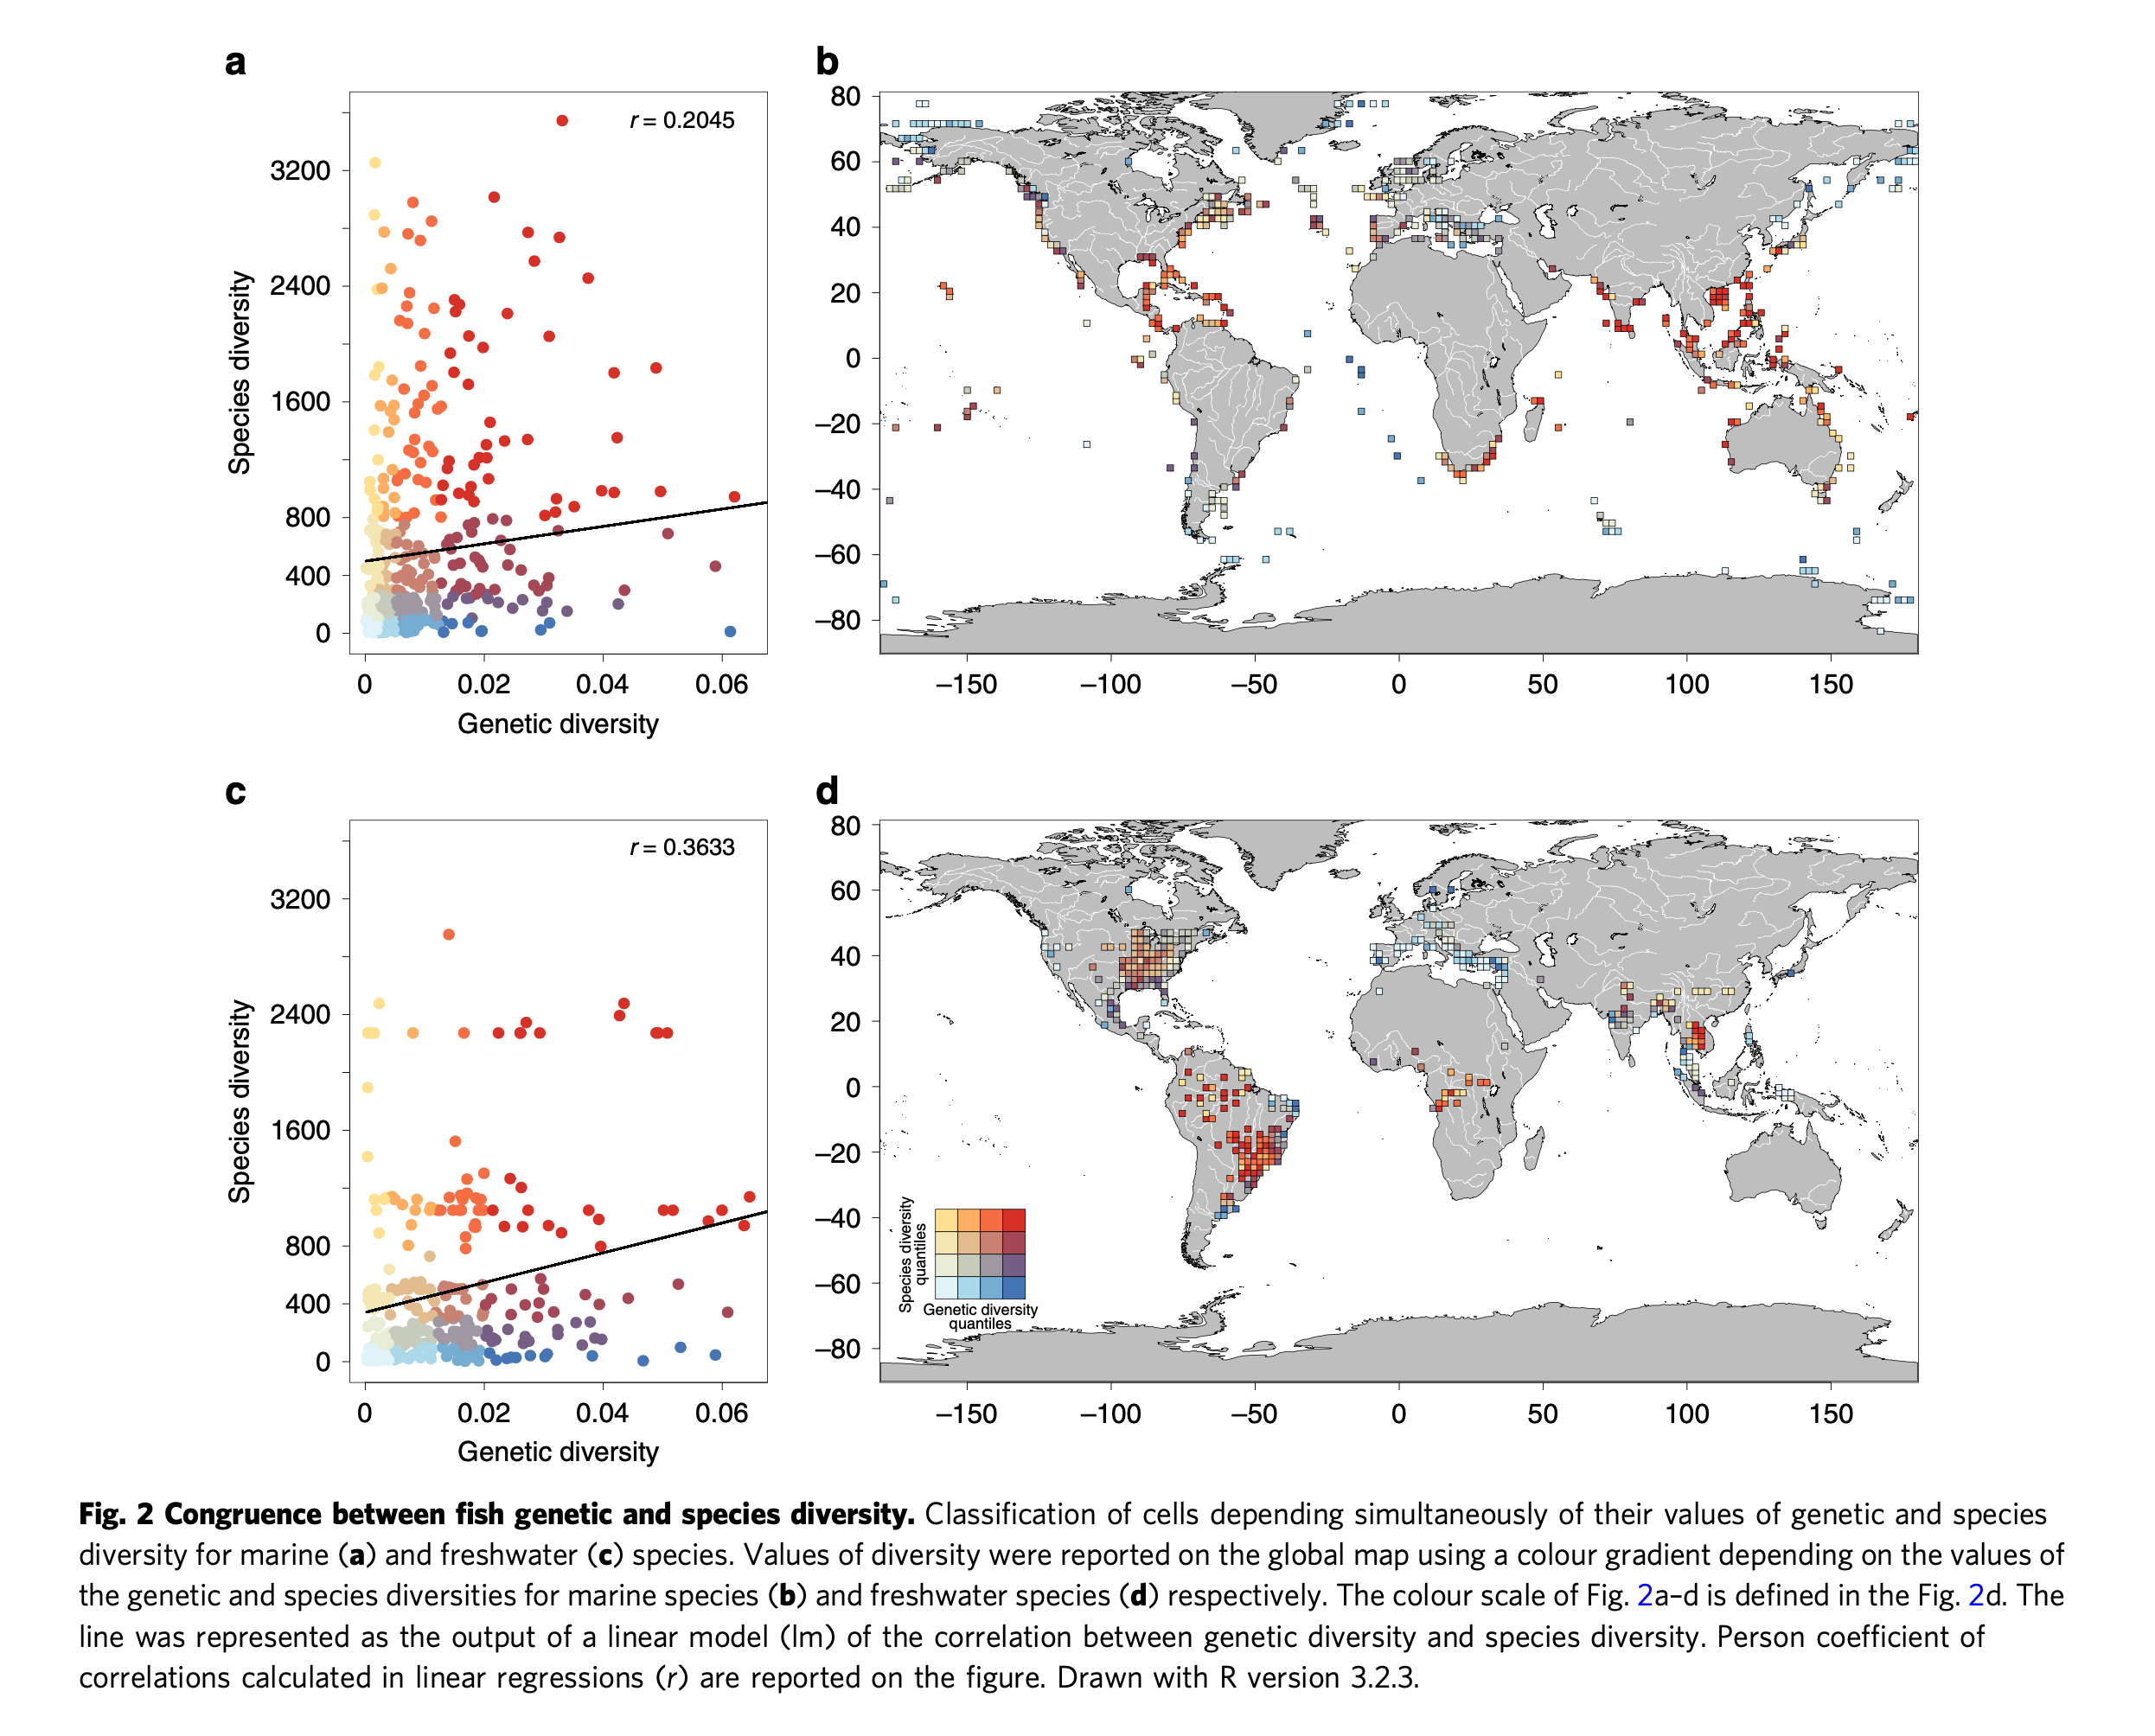 a
r = 0.2045
Species diversity
3200
2400
1600
800
400
0
0 0.02 0.04 0.06
Genetic diversity
b
80
60
40
20
0
−20
−40
−60
−80
−150 −100 −50 0 50 100 150
c
r = 0.3633
Species diversity
3200
2400
1600
800
400
0
0 0.02 0.04 0.06
Genetic diversity
d
80
60
40
20
0
−20
−40
−60
−80
Species diversity
quantiles
Genetic diversity
quantiles
−150 −100 −50 0 50 100 150
Fig. 2 Congruence between fish genetic and species diversity. Classification of cells depending simultaneously of their values of genetic and species
diversity for marine (a) and freshwater (c) species. Values of diversity were reported on the global map using a colour gradient depending on the values of
the genetic and species diversities for marine species (b) and freshwater species (d) respectively. The colour scale of Fig. 2a–d is defined in the Fig. 2d. The
line was represented as the output of a linear model (lm) of the correlation between genetic diversity and species diversity. Person coefficient of
correlations calculated in linear regressions (r) are reported on the figure. Drawn with R version 3.2.3.